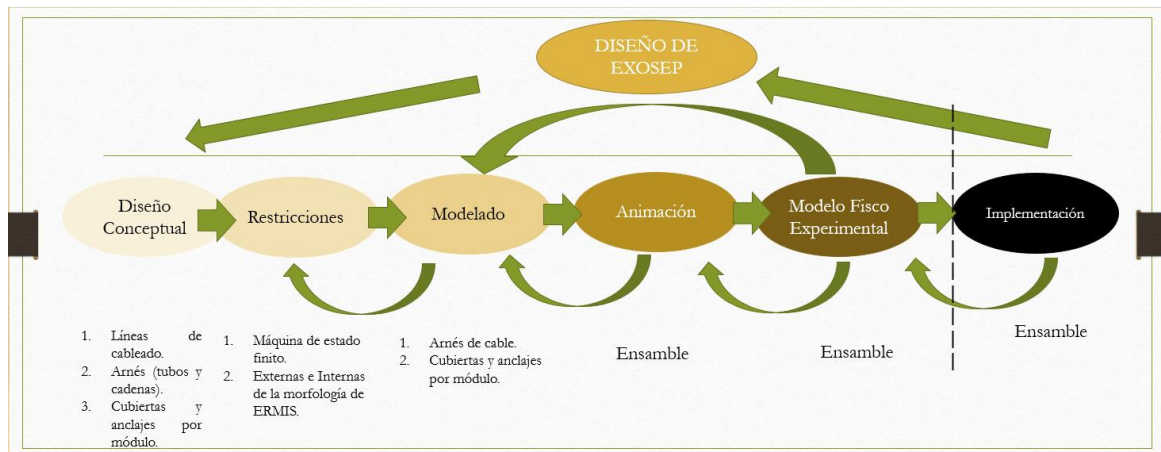 DISEÑO DE
EXOSEP
Diseño
Conceptual
Restricciones
Modelado
Animación
Modelo Fisco
Experimental
Implementación
1. Líneas de
cableado.
2. Arnés (tubos y
cadenas).
3. Cubiertas y
anclajes por
módulo.
1. Máquina de estado
finito.
2. Externas e Internas
de la morfología de
ERMIS.
1. Arnés de cable.
2. Cubiertas y anclajes
por módulo.
Ensamble
Ensamble
Ensamble